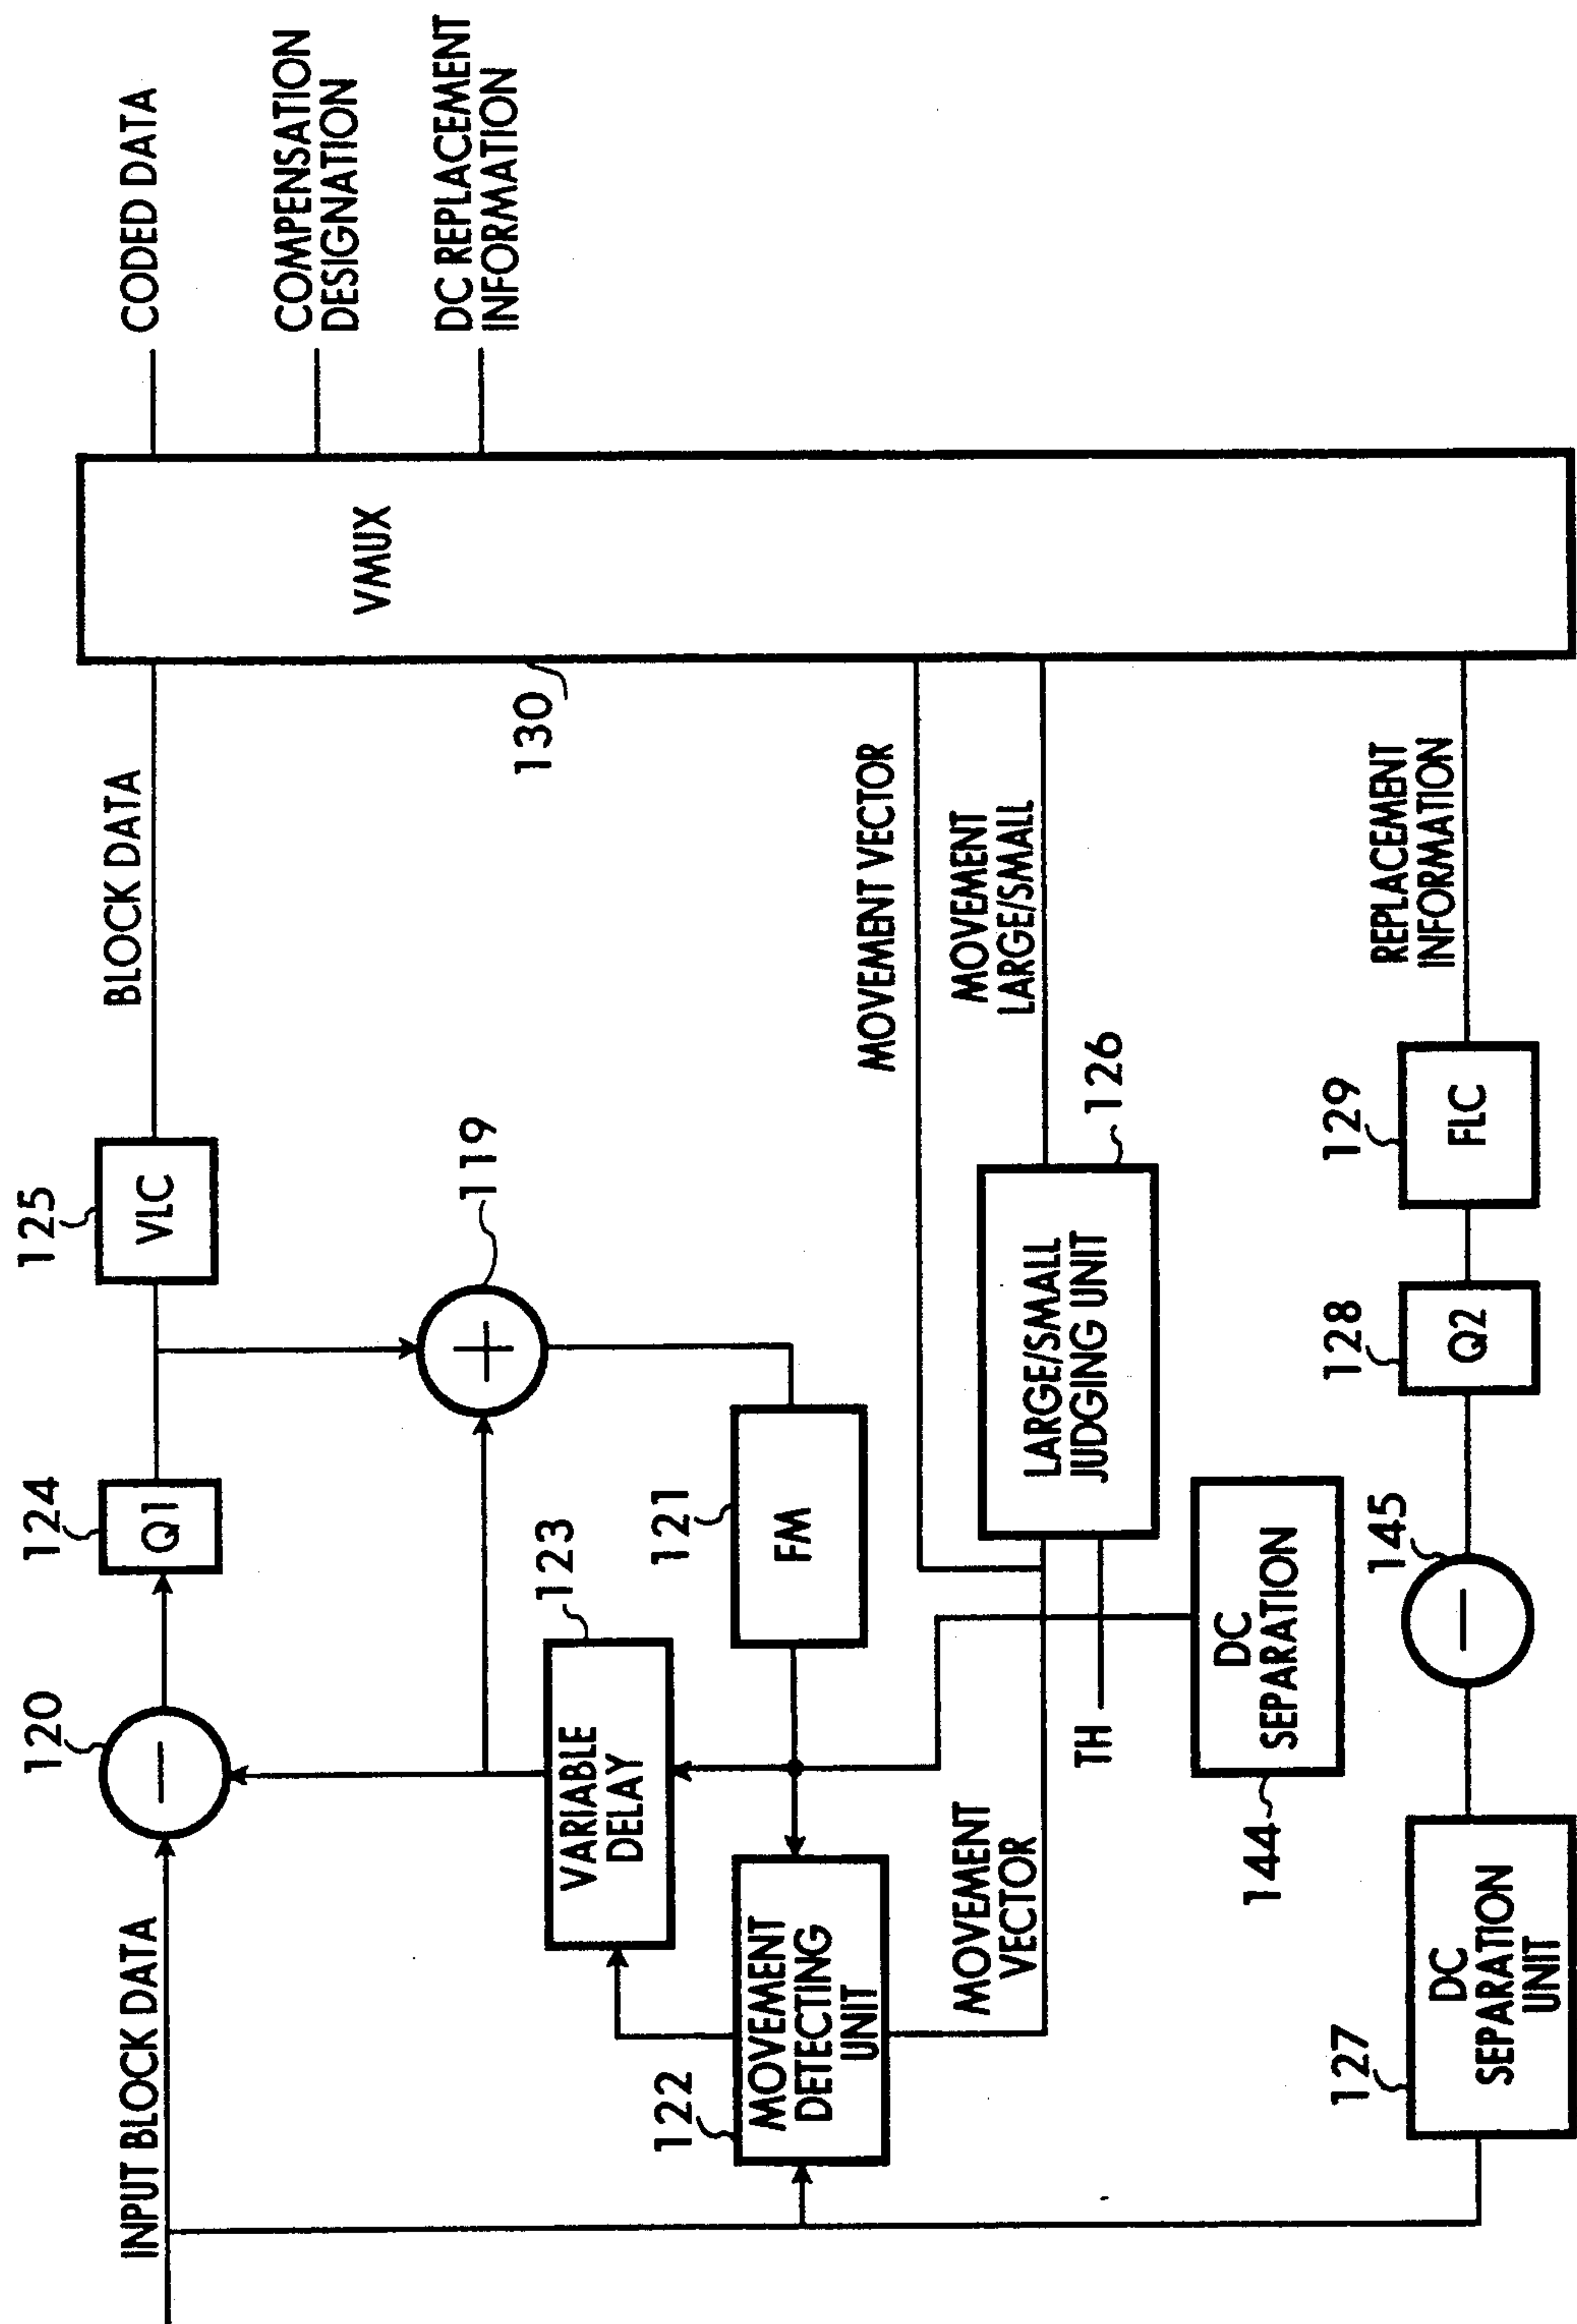 INPUT BLOCK DATA
120
124
Q1
125
VLC
BLOCK DATA
VMUX
130
CODED DATA
COMPENSATION
DESIGNATION
DC REPLACEMENT
INFORMATION
119
123
VARIABLE
DELAY
121
FM
122
MOVEMENT
DETECTING
UNIT
MOVEMENT
VECTOR
MOVEMENT VECTOR
MOVEMENT
LARGE/SMALL
126
LARGE/SMALL
JUDGING UNIT
TH
144
DC
SEPARATION
127
DC
SEPARATION
UNIT
145
128
Q2
129
FLC
REPLACEMENT
INFORMATION